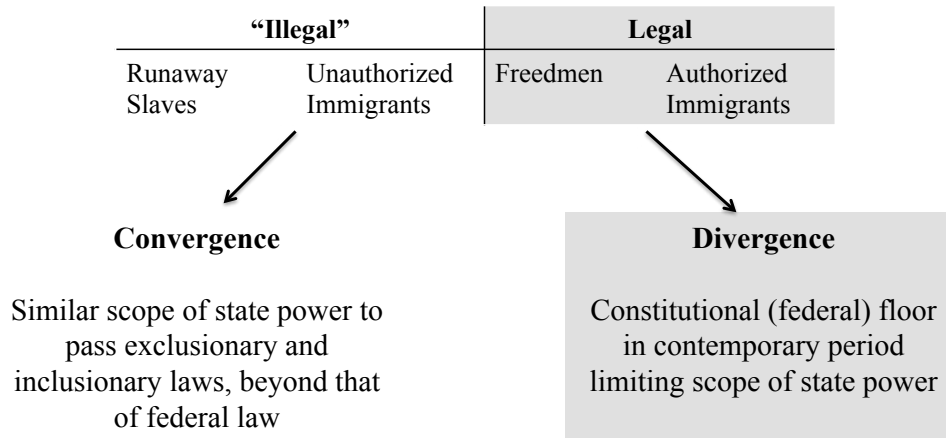 “Illegal” Legal
Runaway Slaves Unauthorized Immigrants Freedmen Authorized Immigrants
Convergence
Similar scope of state power to
pass exclusionary and
inclusionary laws, beyond that
of federal law
Divergence
Constitutional (federal) floor
in contemporary period
limiting scope of state power